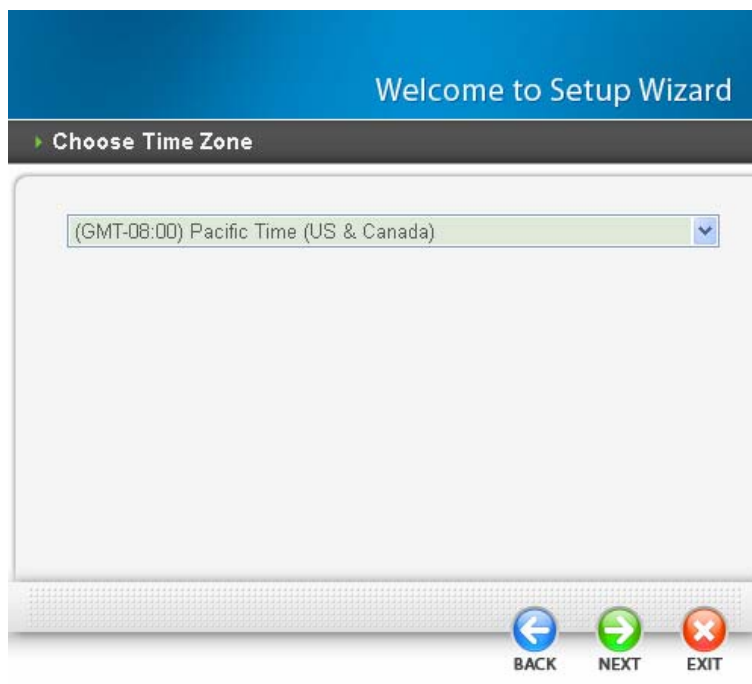 Welcome to Setup Wizard
Choose Time Zone
(GMT-08:00) Pacific Time (US & Canada)
BACK NEXT EXIT